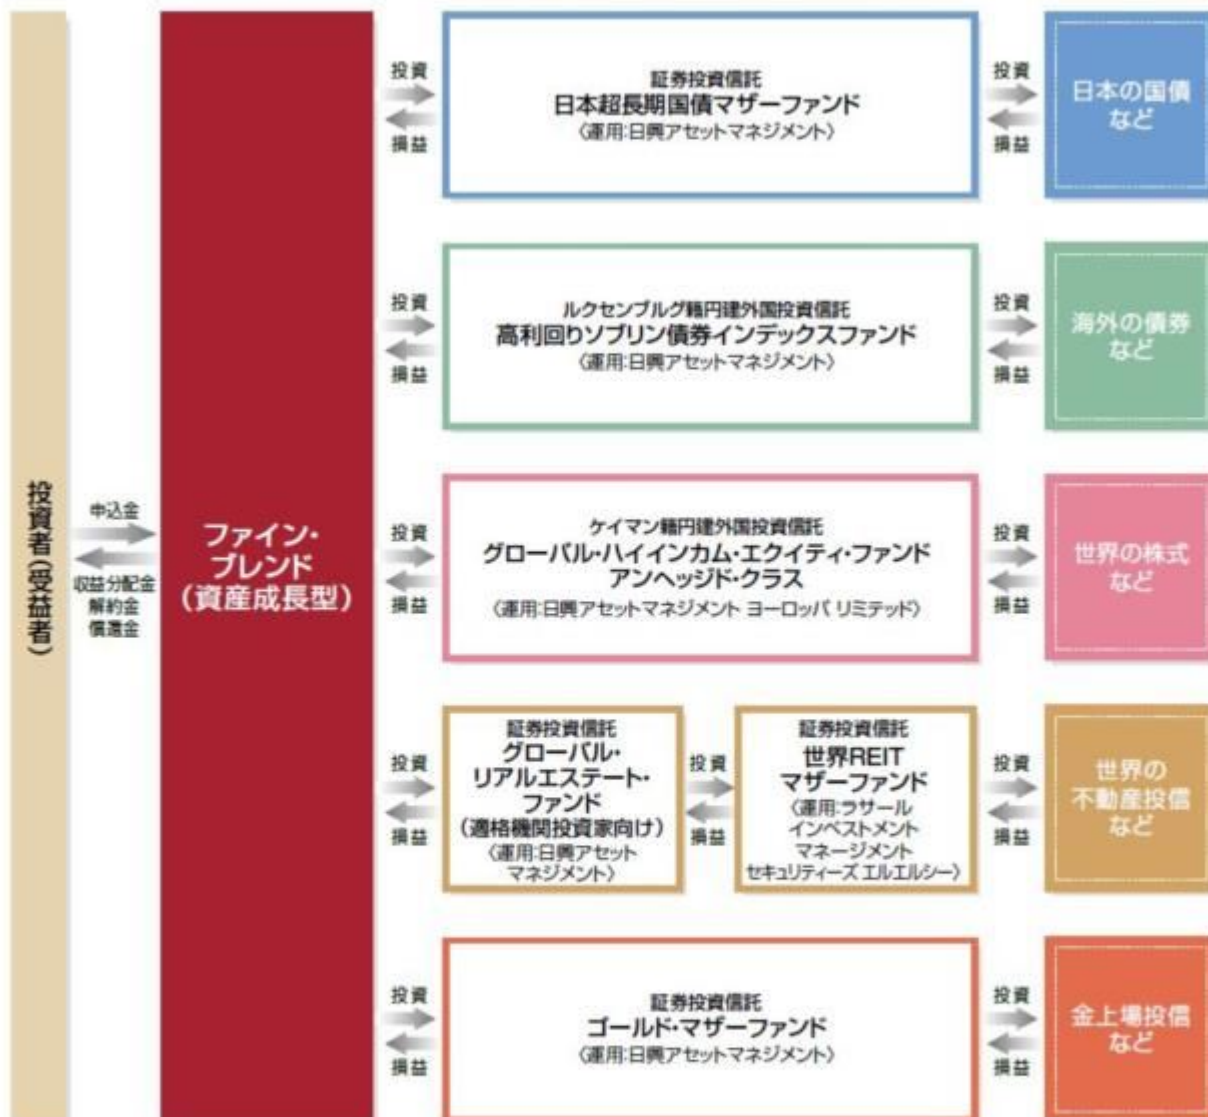 投資者(受益者)
申込金
収益分配金
解約金
償還金
ファイン・
ブレンド
(資産成長型)
投資
損益
証券投資信託
日本超長期国債マザーファンド
〈運用:日興アセットマネジメント〉
投資
損益
日本の国債
など
投資
損益
ルクセンブルグ籍円建外国投資信託
高利回りソブリン債券インデックスファンド
〈運用:日興アセットマネジメント〉
投資
損益
海外の債券
など
投資
損益
ケイマン籍円建外国投資信託
グローバル・ハイインカム・エクイティ・ファンド
アンヘッジド・クラス
〈運用:日興アセットマネジメント ヨーロッパ リミテッド〉
投資
損益
世界の株式
など
投資
損益
証券投資信託
グローバル・
リアルエステート・
ファンド
(適格機関投資家向け)
〈運用:日興アセット
マネジメント〉
投資
損益
証券投資信託
世界REIT
マザーファンド
〈運用:ラサール
インベストメント
マネージメント
セキュリティーズ エルエルシー〉
投資
損益
世界の
不動産投信
など
投資
損益
証券投資信託
ゴールド・マザーファンド
〈運用:日興アセットマネジメント〉
投資
損益
金上場投信
など